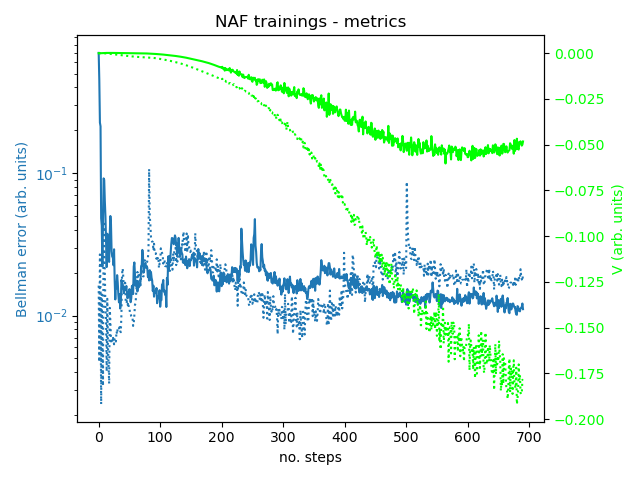 NAF trainings - metrics
Bellman error (arb. units)
10⁻¹
10⁻²
0.000
−0.025
−0.050
−0.075
−0.100
−0.125
−0.150
−0.175
−0.200
V (arb. units)
0 100 200 300 400 500 600 700
no. steps